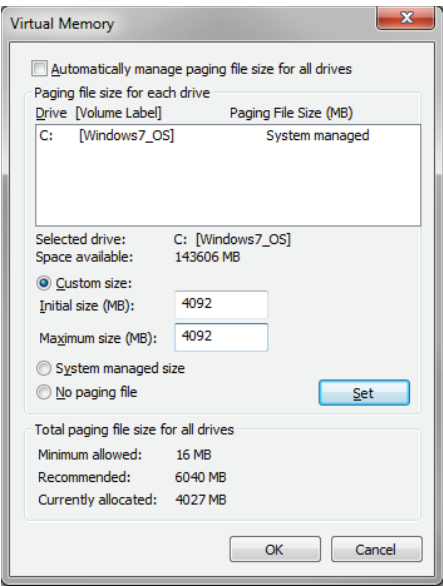 Virtual Memory
Automatically manage paging file size for all drives
Paging file size for each drive
Drive [Volume Label] Paging File Size (MB)
C: [Windows7_OS] System managed
Selected drive: C: [Windows7_OS]
Space available: 143606 MB
Custom size:
Initial size (MB): 4092
Maximum size (MB): 4092
System managed size
No paging file
Set
Total paging file size for all drives
Minimum allowed: 16 MB
Recommended: 6040 MB
Currently allocated: 4027 MB
OK Cancel